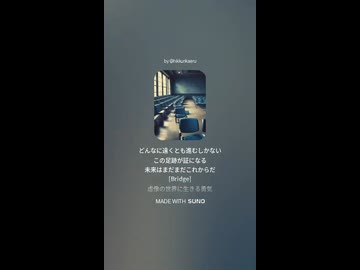 どんなに遠くとも進むしかない
この足跡が証になる
未来はまだまだこれからだ
[Bridge]
虚像の世界に生きる勇気
MADE WITH SUNO